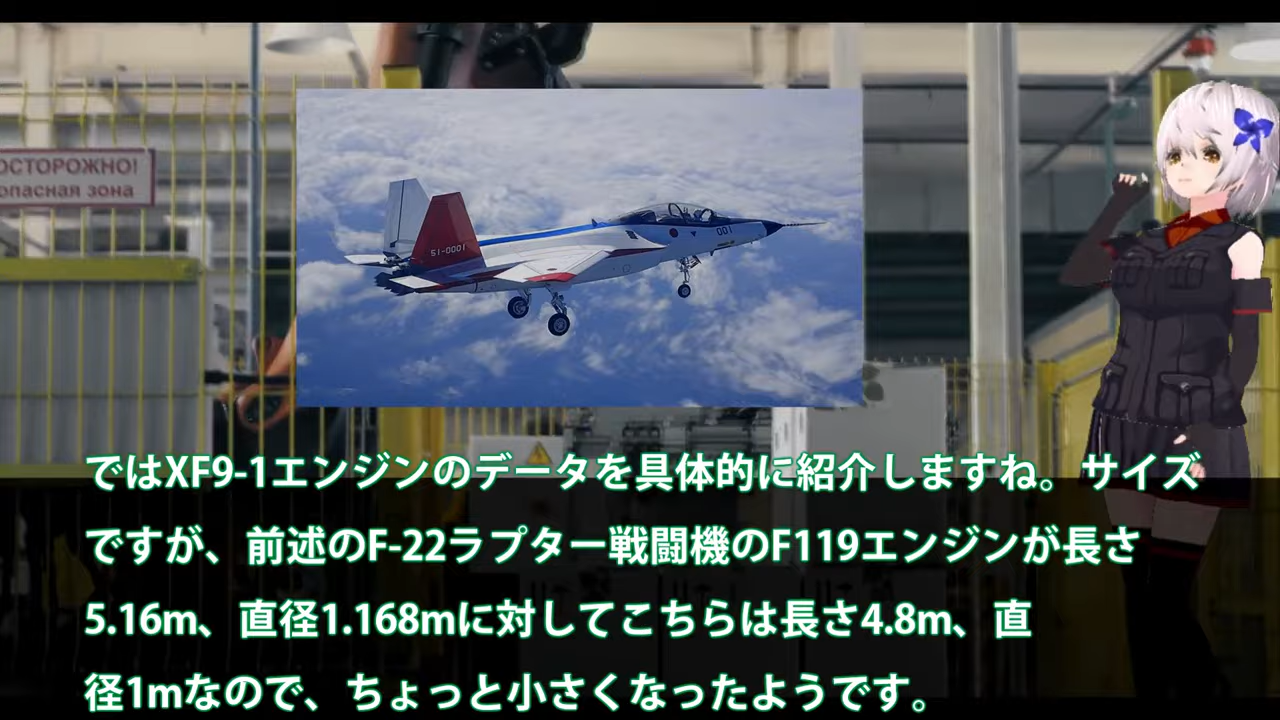 ОСТОРОЖНО!
опасная зона
51-0001
001
ではXF9-1エンジンのデータを具体的に紹介しますね。 サイズ
ですが、前述のF-22ラプター戦闘機のF119エンジンが長さ
5.16m、直径1.168mに対してこちらは長さ4.8m、直
径1mなので、ちょっと小さくなったようです。